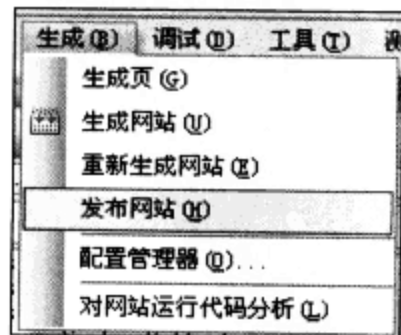 生成(B) 调试(D) 工具(T)
生成页(G)
生成网站(U)
重新生成网站(E)
发布网站(H)
配置管理器(O)...
对网站运行代码分析(L)